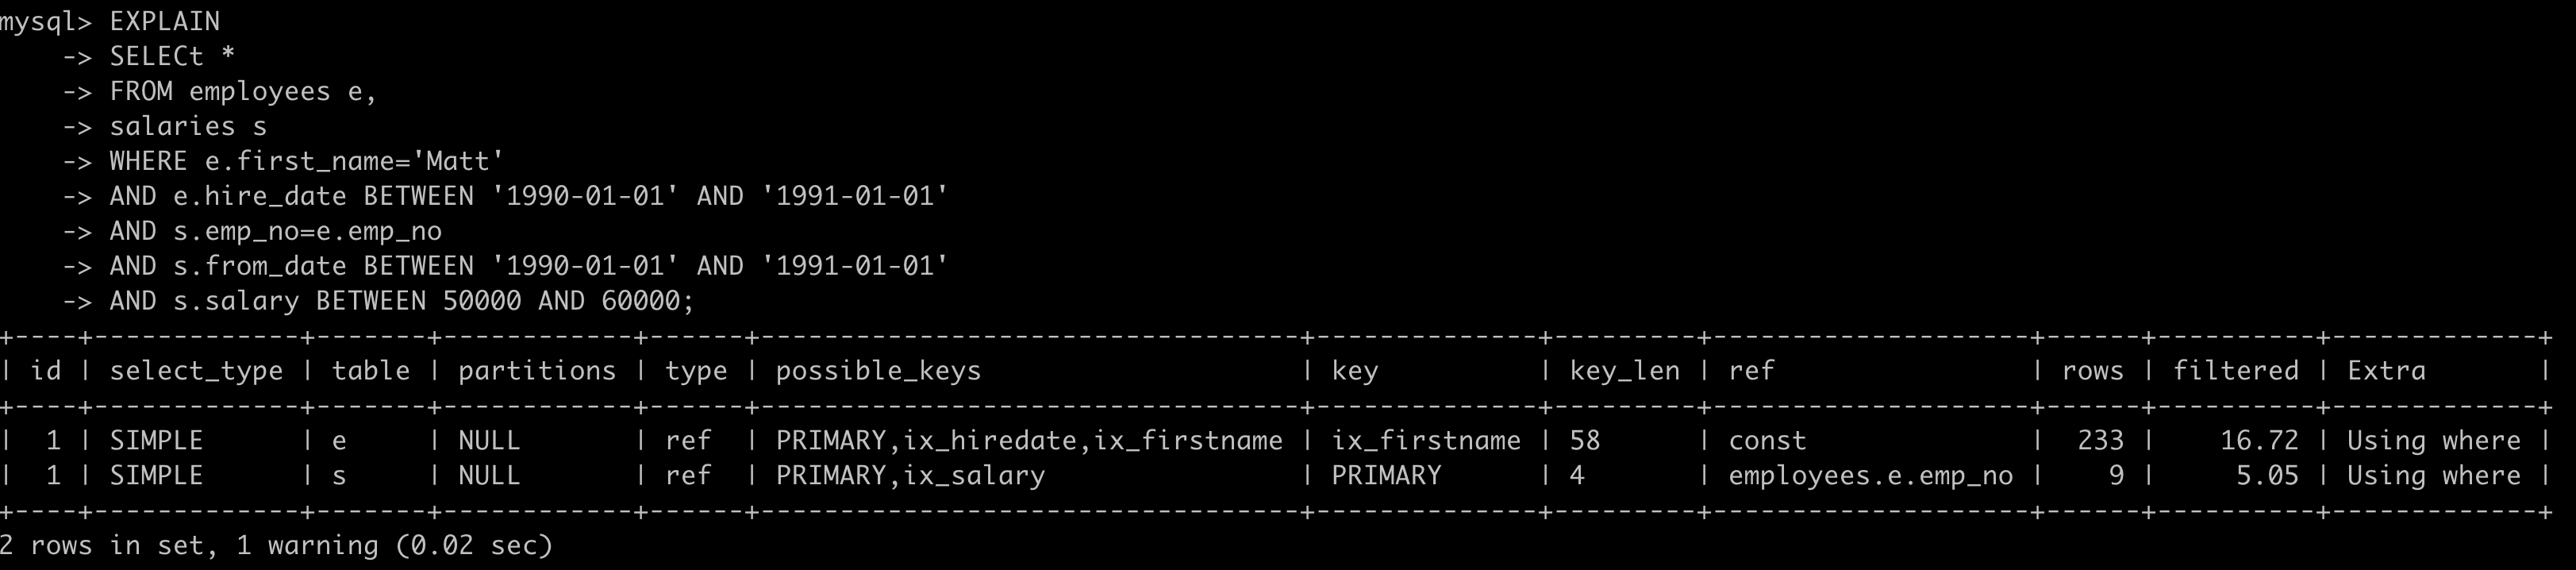 mysql> EXPLAIN
    -> SELECt *
    -> FROM employees e,
    -> salaries s
    -> WHERE e.first_name='Matt'
    -> AND e.hire_date BETWEEN '1990-01-01' AND '1991-01-01'
    -> AND s.emp_no=e.emp_no
    -> AND s.from_date BETWEEN '1990-01-01' AND '1991-01-01'
    -> AND s.salary BETWEEN 50000 AND 60000;
+----+-------------+-------+------------+------+----------------------------------+--------------+---------+--------------------+------+----------+-------------+
| id | select_type | table | partitions | type | possible_keys                    | key          | key_len | ref                | rows | filtered | Extra       |
+----+-------------+-------+------------+------+----------------------------------+--------------+---------+--------------------+------+----------+-------------+
|  1 | SIMPLE      | e     | NULL       | ref  | PRIMARY,ix_hiredate,ix_firstname | ix_firstname | 58      | const              |  233 |    16.72 | Using where |
|  1 | SIMPLE      | s     | NULL       | ref  | PRIMARY,ix_salary                | PRIMARY      | 4       | employees.e.emp_no |    9 |     5.05 | Using where |
+----+-------------+-------+------------+------+----------------------------------+--------------+---------+--------------------+------+----------+-------------+
2 rows in set, 1 warning (0.02 sec)